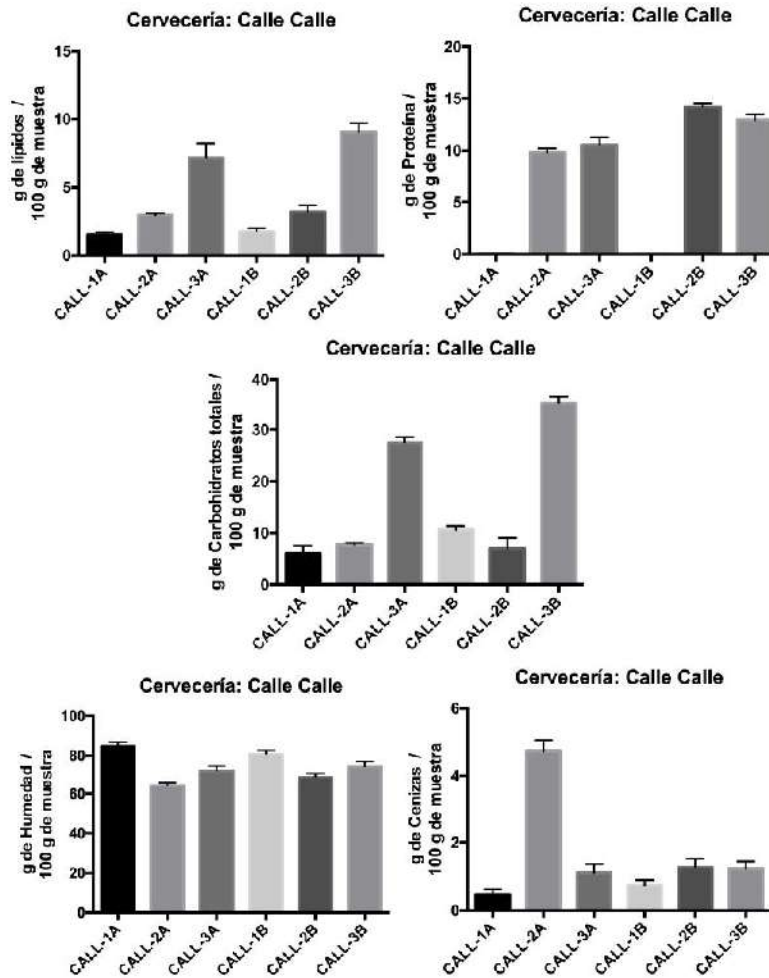 Cervecería: Calle Calle
g de lípidos /
100 g de muestra
15
10
5
0
CALL-1A
CALL-2A
CALL-3A
CALL-1B
CALL-2B
CALL-3B
Cervecería: Calle Calle
g de Proteína /
100 g de muestra
20
15
10
5
0
CALL-1A
CALL-2A
CALL-3A
CALL-1B
CALL-2B
CALL-3B
Cervecería: Calle Calle
g de Carbohidratos totales /
100 g de muestra
40
30
20
10
0
CALL-1A
CALL-2A
CALL-3A
CALL-1B
CALL-2B
CALL-3B
Cervecería: Calle Calle
g de Humedad /
100 g de muestra
100
80
60
40
20
0
CALL-1A
CALL-2A
CALL-3A
CALL-1B
CALL-2B
CALL-3B
Cervecería: Calle Calle
g de Cenizas /
100 g de muestra
6
4
2
0
CALL-1A
CALL-2A
CALL-3A
CALL-1B
CALL-2B
CALL-3B